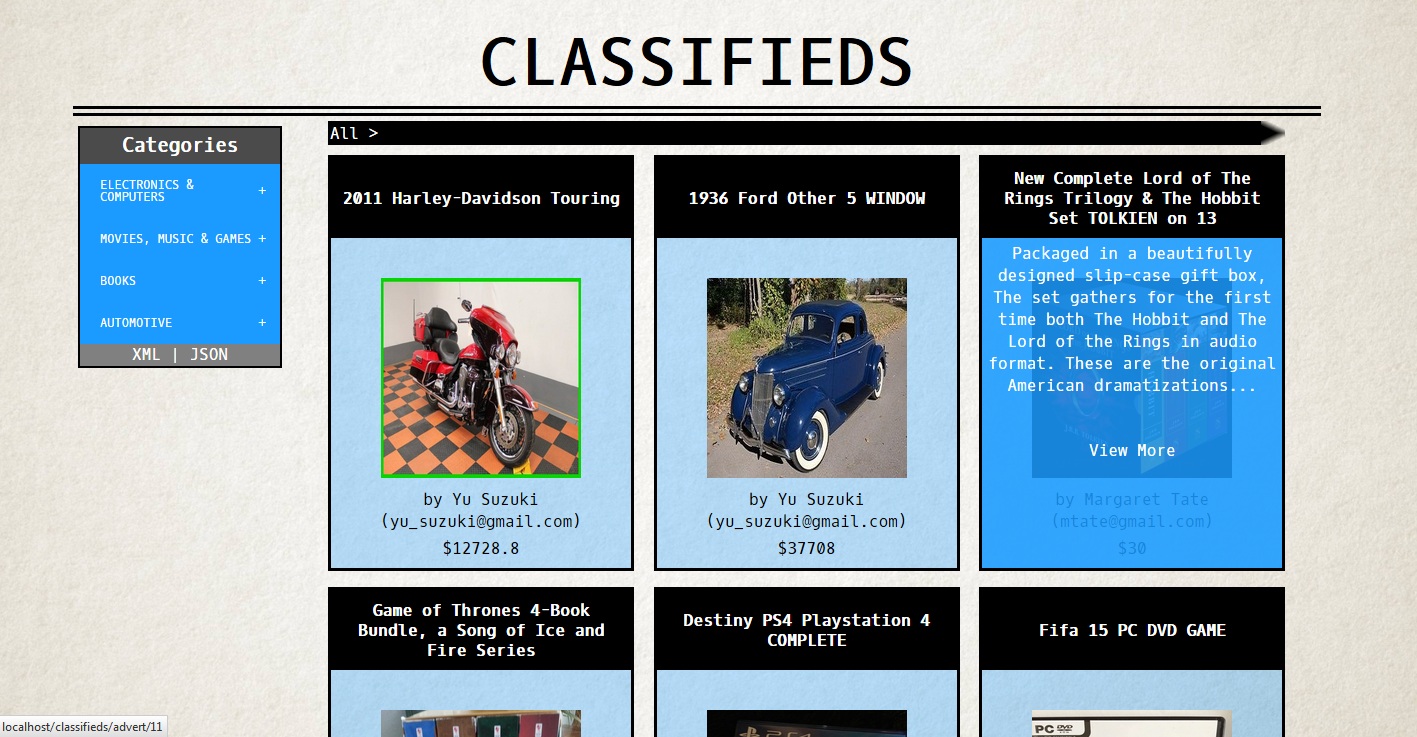 CLASSIFIEDS
Categories
ELECTRONICS &
COMPUTERS +
MOVIES, MUSIC & GAMES +
BOOKS +
AUTOMOTIVE +
XML | JSON
All >
2011 Harley-Davidson Touring
by Yu Suzuki
(yu_suzuki@gmail.com)
$12728.8
1936 Ford Other 5 WINDOW
by Yu Suzuki
(yu_suzuki@gmail.com)
$37708
New Complete Lord of The
Rings Trilogy & The Hobbit
Set TOLKIEN on 13
Packaged in a beautifully
designed slip-case gift box,
The set gathers for the first
time both The Hobbit and The
Lord of the Rings in audio
format. These are the original
American dramatizations...
View More
by Margaret Tate
(mtate@gmail.com)
$30
Game of Thrones 4-Book
Bundle, a Song of Ice and
Fire Series
Destiny PS4 Playstation 4
COMPLETE
PS4
Fifa 15 PC DVD GAME
PC DVD
localhost/classifieds/advert/11